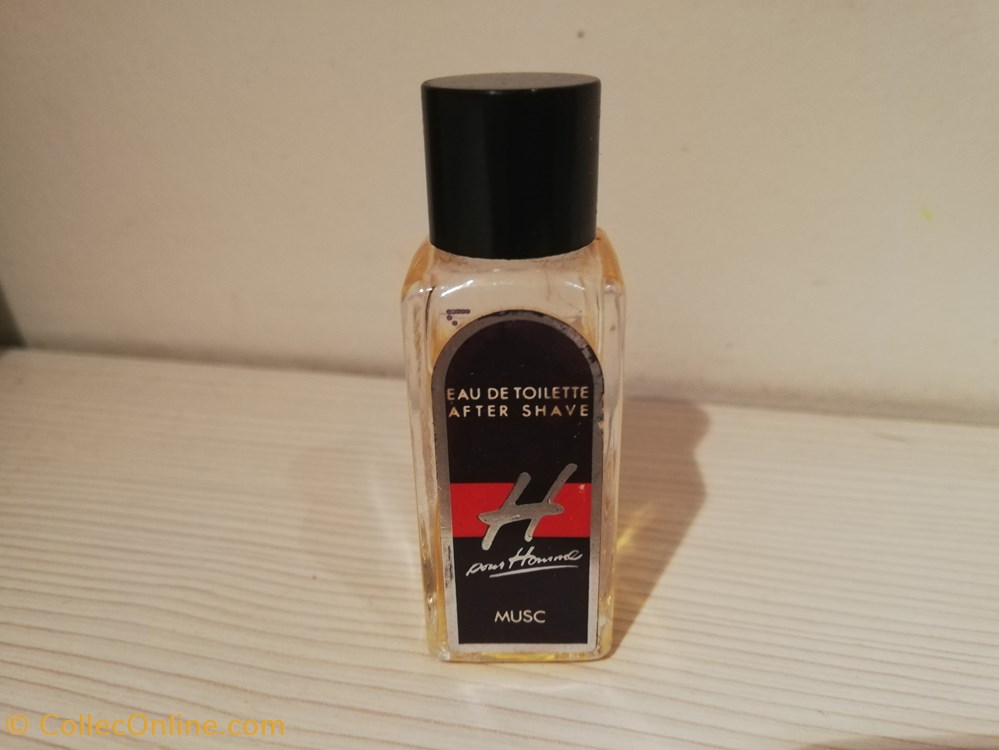 EAU DE TOILETTE
AFTER SHAVE
H
pour Homme
MUSC
© CollecOnline.com